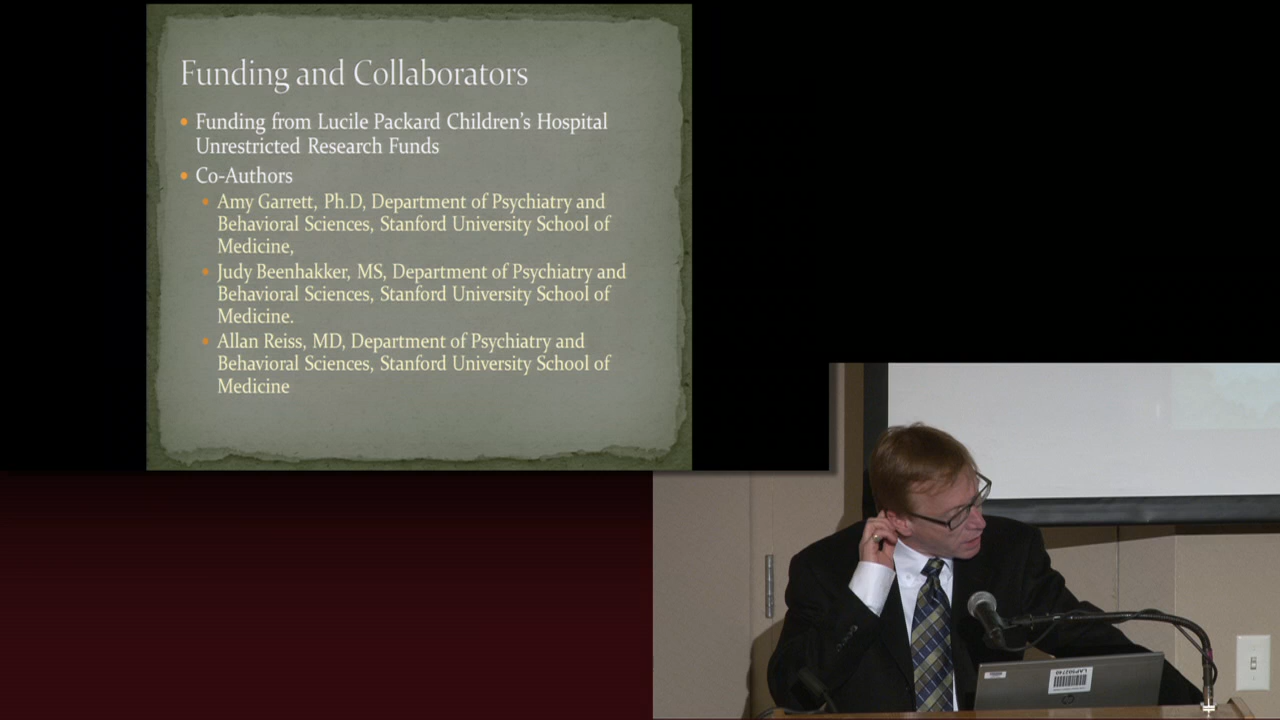 Funding and Collaborators
Funding from Lucile Packard Children's Hospital
Unrestricted Research Funds
Co-Authors
Amy Garrett, Ph.D, Department of Psychiatry and
Behavioral Sciences, Stanford University School of
Medicine,
Judy Beenhakker, MS, Department of Psychiatry and
Behavioral Sciences, Stanford University School of
Medicine.
Allan Reiss, MD, Department of Psychiatry and
Behavioral Sciences, Stanford University School of
Medicine